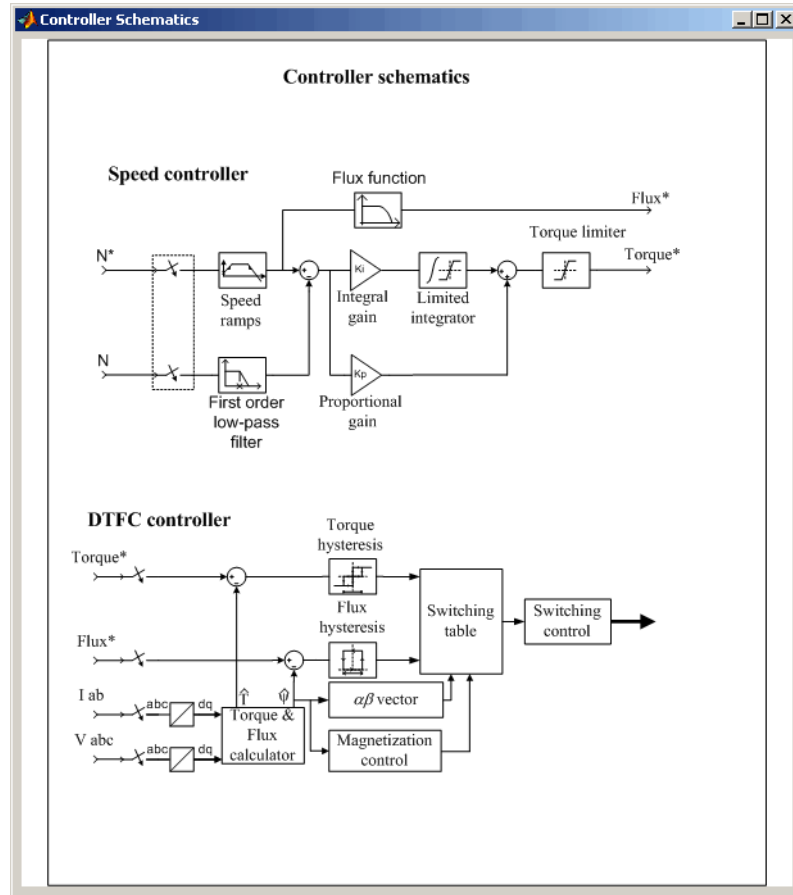 Controller Schematics
Controller schematics
Speed controller
Flux function
Flux*
Torque limiter
N*
Torque*
Ki
Speed
ramps
Integral
gain
Limited
integrator
N
Kp
First order
low-pass
filter
Proportional
gain
DTFC controller
Torque
hysteresis
Torque*
Flux
hysteresis
Switching
table
Switching
control
Flux*
I ab
abc
dq
T
ψ
Torque &
Flux
calculator
αβ vector
V abc
abc
dq
Magnetization
control